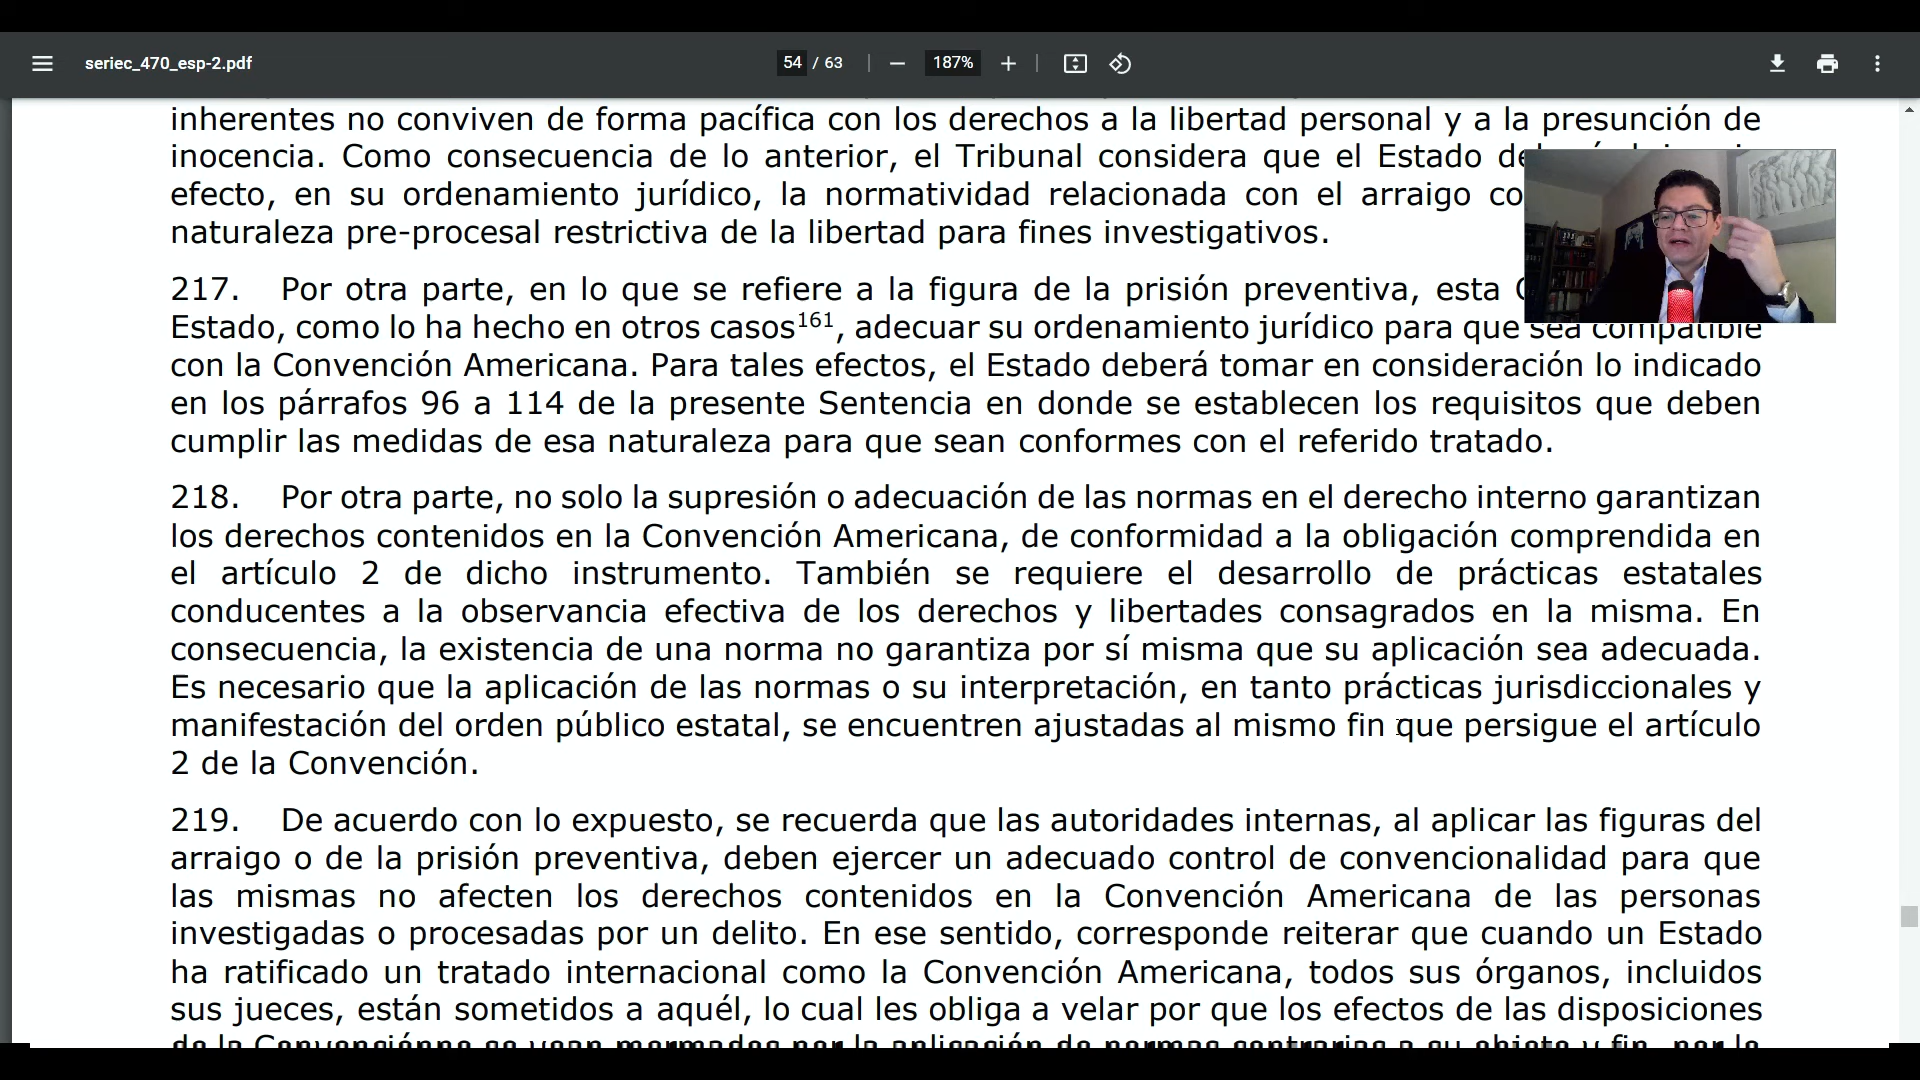 seriec_470_esp-2.pdf
54 / 63
187%
inherentes no conviven de forma pacífica con los derechos a la libertad personal y a la presunción de
inocencia. Como consecuencia de lo anterior, el Tribunal considera que el Estado
efecto, en su ordenamiento jurídico, la normatividad relacionada con el arraigo
naturaleza pre-procesal restrictiva de la libertad para fines investigativos.
217. Por otra parte, en lo que se refiere a la figura de la prisión preventiva, esta
Estado, como lo ha hecho en otros casos161, adecuar su ordenamiento jurídico para que sea compatible
con la Convención Americana. Para tales efectos, el Estado deberá tomar en consideración lo indicado
en los párrafos 96 a 114 de la presente Sentencia en donde se establecen los requisitos que deben
cumplir las medidas de esa naturaleza para que sean conformes con el referido tratado.
218. Por otra parte, no solo la supresión o adecuación de las normas en el derecho interno garantizan
los derechos contenidos en la Convención Americana, de conformidad a la obligación comprendida en
el artículo 2 de dicho instrumento. También se requiere el desarrollo de prácticas estatales
conducentes a la observancia efectiva de los derechos y libertades consagrados en la misma. En
consecuencia, la existencia de una norma no garantiza por sí misma que su aplicación sea adecuada.
Es necesario que la aplicación de las normas o su interpretación, en tanto prácticas jurisdiccionales y
manifestación del orden público estatal, se encuentren ajustadas al mismo fin que persigue el artículo
2 de la Convención.
219. De acuerdo con lo expuesto, se recuerda que las autoridades internas, al aplicar las figuras del
arraigo o de la prisión preventiva, deben ejercer un adecuado control de convencionalidad para que
las mismas no afecten los derechos contenidos en la Convención Americana de las personas
investigadas o procesadas por un delito. En ese sentido, corresponde reiterar que cuando un Estado
ha ratificado un tratado internacional como la Convención Americana, todos sus órganos, incluidos
sus jueces, están sometidos a aquél, lo cual les obliga a velar por que los efectos de las disposiciones